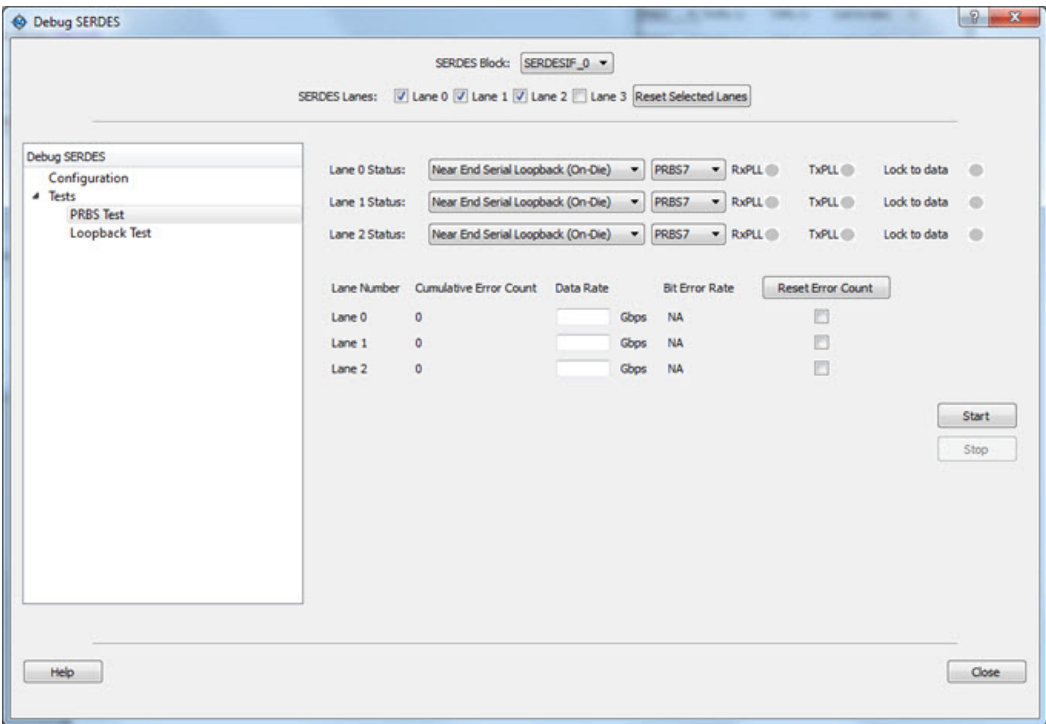 Debug SERDES
SERDES Block: SERDESIF_0
SERDES Lanes: Lane 0 Lane 1 Lane 2 Lane 3 Reset Selected Lanes
Debug SERDES
Configuration
Tests
PRBS Test
Loopback Test
Lane 0 Status: Near End Serial Loopback (On-Die) PRBS7 RxPLL TxPLL Lock to data
Lane 1 Status: Near End Serial Loopback (On-Die) PRBS7 RxPLL TxPLL Lock to data
Lane 2 Status: Near End Serial Loopback (On-Die) PRBS7 RxPLL TxPLL Lock to data
Lane Number Cumulative Error Count Data Rate Bit Error Rate Reset Error Count
Lane 0 0 Gbps NA
Lane 1 0 Gbps NA
Lane 2 0 Gbps NA
Start
Stop
Help Close